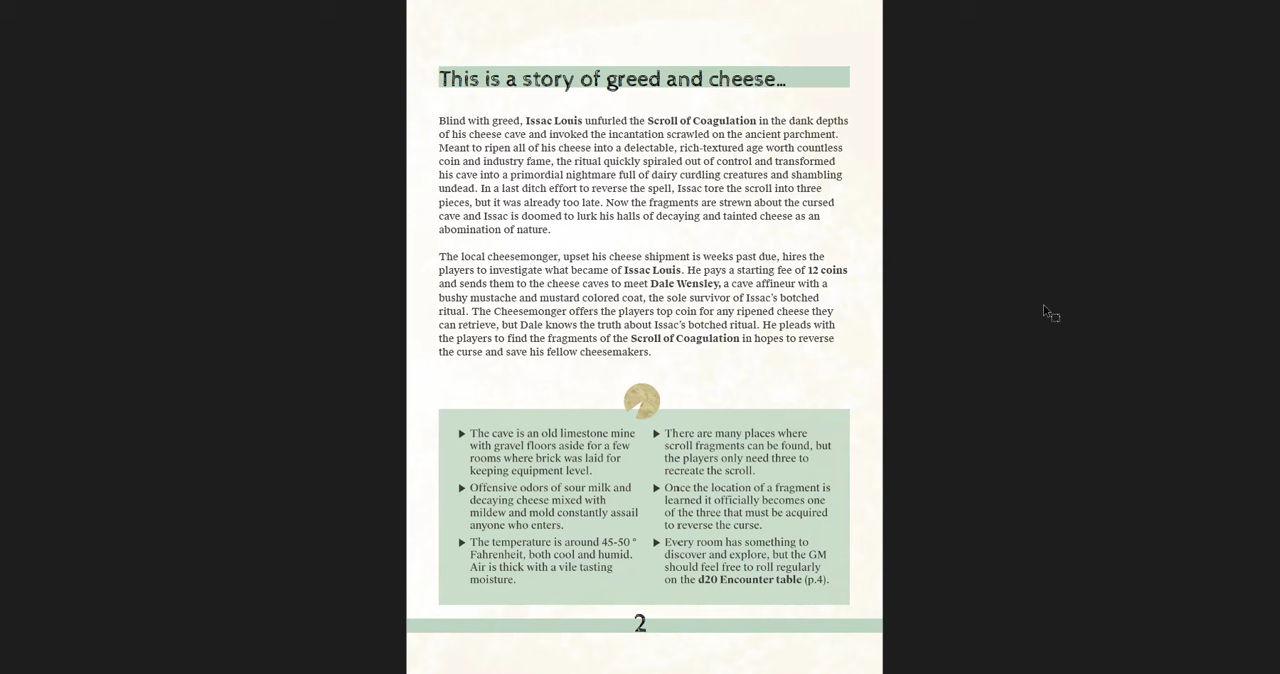 This is a story of greed and cheese...
Blind with greed, Issac Louis unfurled the Scroll of Coagulation in the dank depths
of his cheese cave and invoked the incantation scrawled on the ancient parchment.
Meant to ripen all of his cheese into a delectable, rich-textured age worth countless
coin and industry fame, the ritual quickly spiraled out of control and transformed
his cave into a primordial nightmare full of dairy curdling creatures and shambling
undead. In a last ditch effort to reverse the spell, Issac tore the scroll into three
pieces, but it was already too late. Now the fragments are strewn about the cursed
cave and Issac is doomed to lurk his halls of decaying and tainted cheese as an
abomination of nature.
The local cheesemonger, upset his cheese shipment is weeks past due, hires the
players to investigate what became of Issac Louis. He pays a starting fee of 12 coins
and sends them to the cheese caves to meet Dale Wensley, a cave affineur with a
bushy mustache and mustard colored coat, the sole survivor of Issac's botched
ritual. The Cheesemonger offers the players top coin for any ripened cheese they
can retrieve, but Dale knows the truth about Issac's botched ritual. He pleads with
the players to find the fragments of the Scroll of Coagulation in hopes to reverse
the curse and save his fellow cheesemakers.
▶ The cave is an old limestone mine
with gravel floors aside for a few
rooms where brick was laid for
keeping equipment level.
▶ Offensive odors of sour milk and
decaying cheese mixed with
mildew and mold constantly assail
anyone who enters.
▶ The temperature is around 45-50 °
Fahrenheit, both cool and humid.
Air is thick with a vile tasting
moisture.
▶ There are many places where
scroll fragments can be found, but
the players only need three to
recreate the scroll.
▶ Once the location of a fragment is
learned it officially becomes one
of the three that must be acquired
to reverse the curse.
▶ Every room has something to
discover and explore, but the GM
should feel free to roll regularly
on the d20 Encounter table (p.4).
2